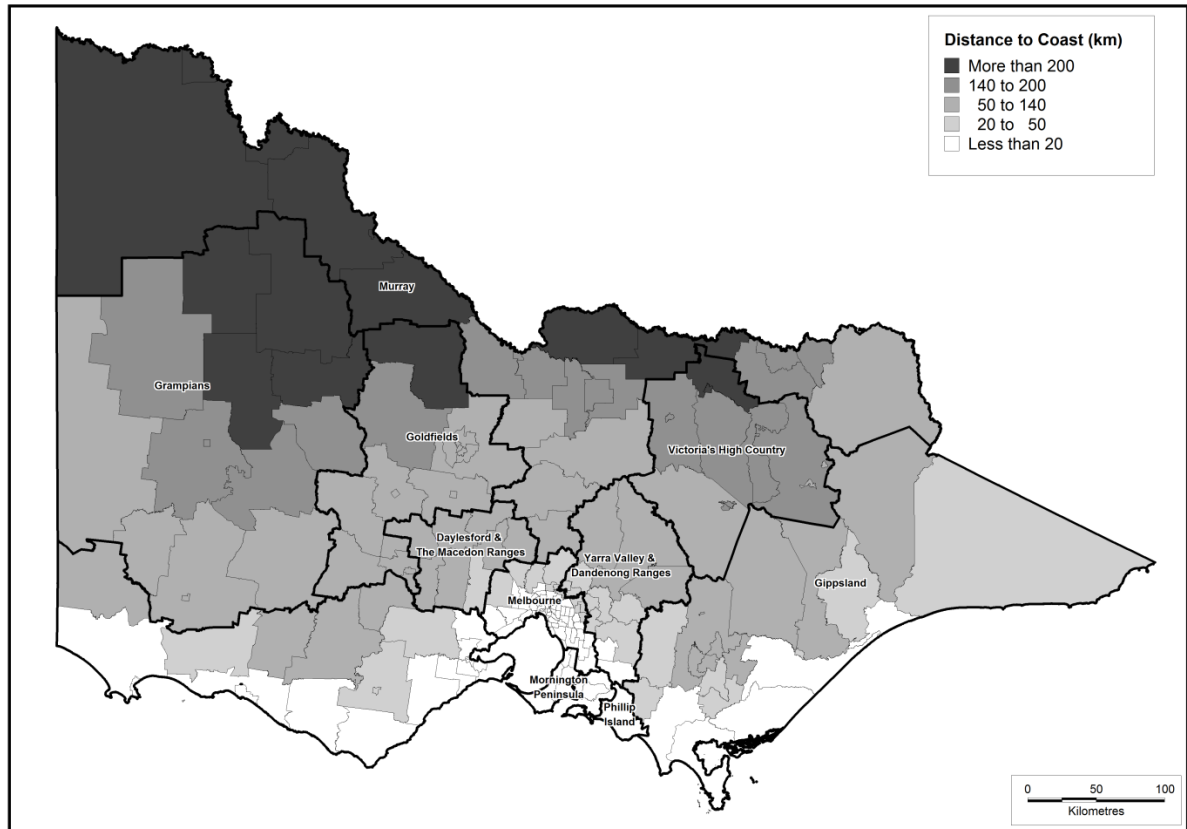 Distance to Coast (km)
More than 200
140 to 200
50 to 140
20 to 50
Less than 20
Murray
Grampians
Goldfields
Victoria's High Country
Daylesford &
The Macedon Ranges
Yarra Valley &
Dandenong Ranges
Gippsland
Melbourne
Mornington
Peninsula
Phillip
Island
0 50 100
Kilometres